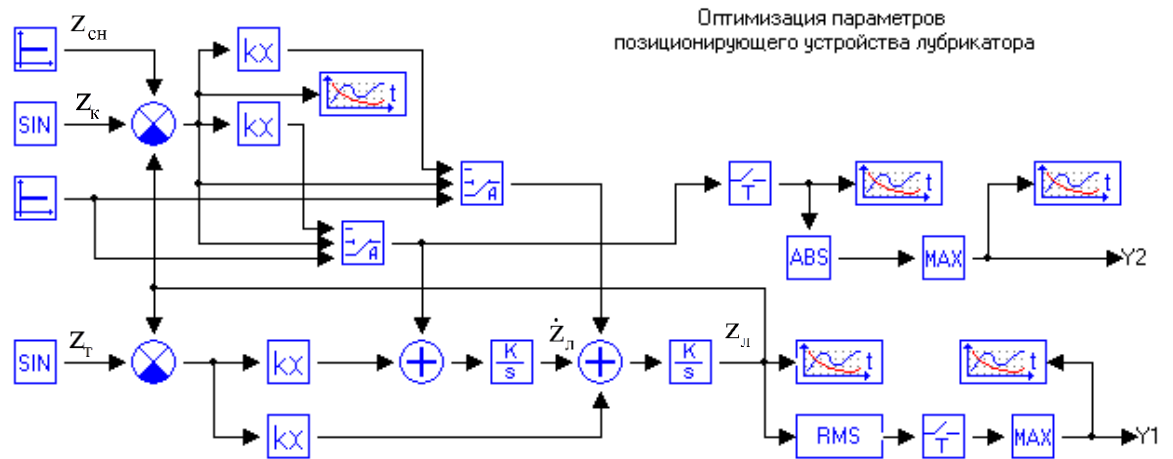 Оптимизация параметров
позиционирующего устройства лубрикатора
Zсн
kx
t
SIN
Zк
kx
A
T
t
t
A
ABS
MAX
Y2
SIN
Zт
kx
K/s
Żл
K/s
Zл
t
t
kx
RMS
T
MAX
Y1